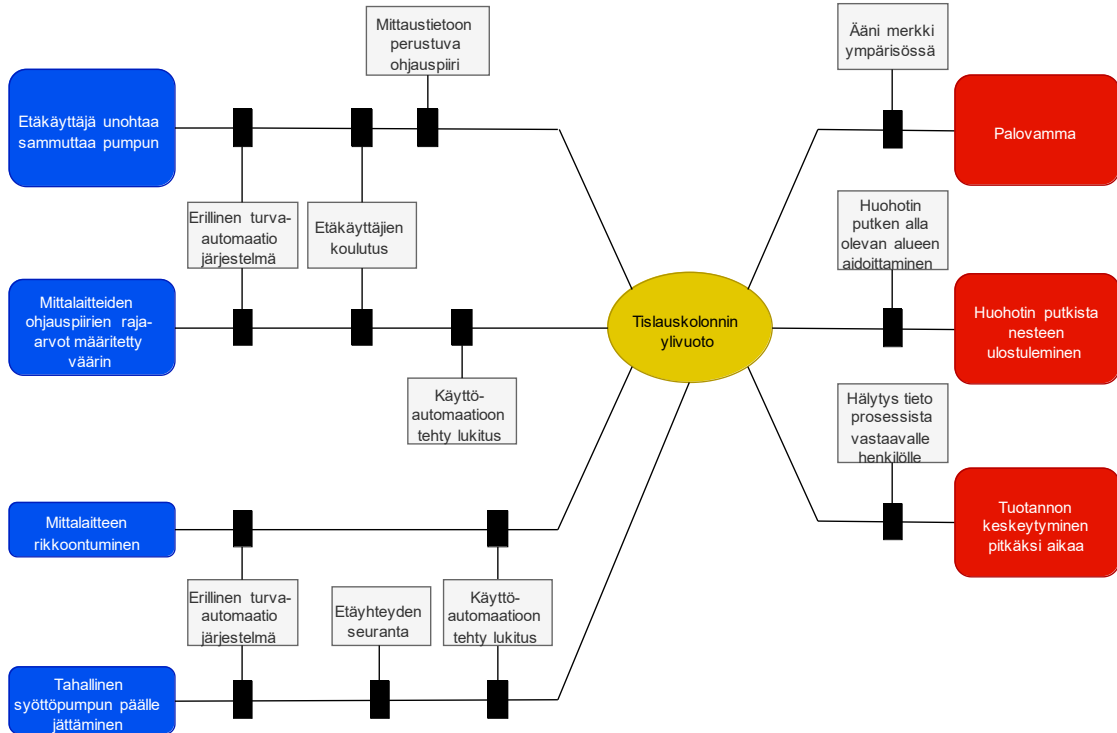 Mittaustietoon
perustuva
ohjauspiiri
Ääni merkki
ympärisössä
Etäkäyttäjä unohtaa
sammuttaa pumpun
Palovamma
Erillinen turva-
automaatio
järjestelmä
Etäkäyttäjien
koulutus
Huohotin
putken alla
olevan alueen
aidoittaminen
Mittalaitteiden
ohjauspiirien raja-
arvot määritetty
väärin
Tislauskolonnin
ylivuoto
Huohotin putkista
nesteen
ulostuleminen
Käyttö-
automaatioon
tehty lukitus
Hälytys tieto
prosessista
vastaavalle
henkilölle
Mittalaitteen
rikkoontuminen
Tuotannon
keskeytyminen
pitkäksi aikaa
Erillinen turva-
automaatio
järjestelmä
Etäyhteyden
seuranta
Käyttö-
automaatioon
tehty lukitus
Tahallinen
syöttöpumpun päälle
jättäminen